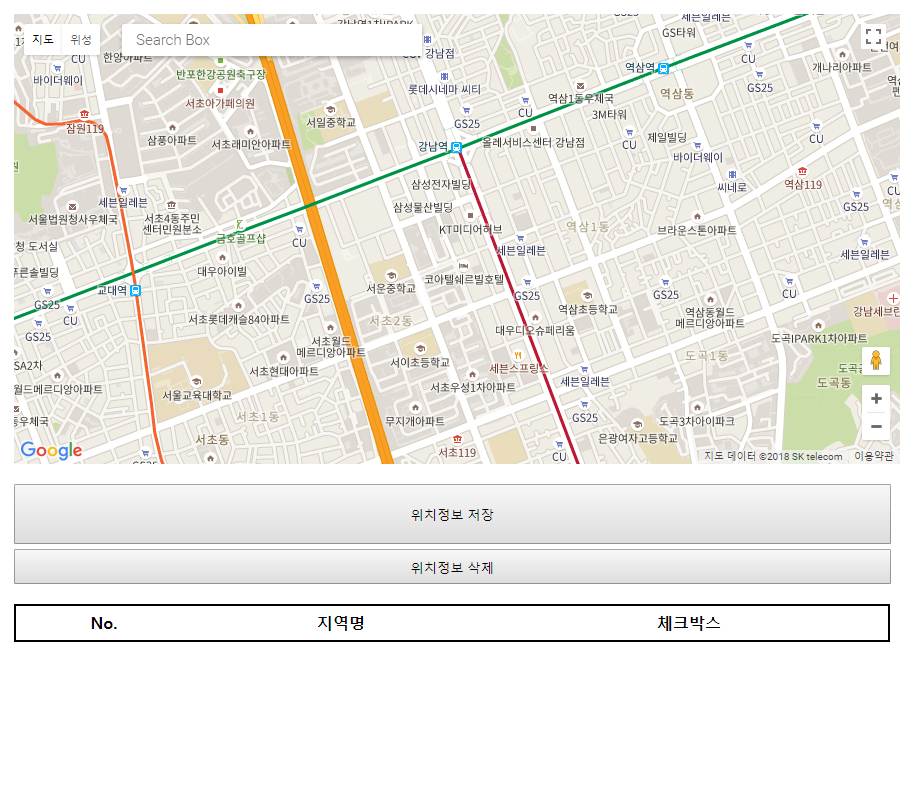 지도
위성
Search Box
강남역1차IPARK
세븐일레븐
GS타워
GS25
CU
강남점
한양아파트
바이더웨이
반포한강공원축구장
서초아가페의원
롯데시네마 씨티
역삼역
역삼동
CU
GS25
개나리아파트
역삼1동우체국
3M타워
잠원119
삼풍아파트
서초래미안아파트
서일중학교
GS25
CU
강남역
올레서비스센터 강남점
CU
제일빌딩
바이더웨이
CU
씨네로
역삼119
삼성전자빌딩
삼성물산빌딩
세븐일레븐
서울법원청사우체국
서초4동주민
센터민원분소
금호골프샵
CU
KT미디어허브
세븐일레븐
역삼1동
브라운스톤아파트
GS25
CU
세븐일레븐
청 도서실
푸른솔빌딩
대우아이빌
교대역
GS25
CU
GS25
GS25
서운중학교
코아텔쉐르빌호텔
GS25
역삼초등학교
GS25
CU
역삼동월드
메르디앙아파트
강남세브란
서초롯데캐슬84아파트
서초2동
대우디오슈페리움
도곡IPARK1차아파트
서초월드
메르디앙아파트
서이초등학교
세븐스프링스
도곡1동
SA2차
월드메르디앙아파트
서초현대아파트
서초우성1차아파트
세븐일레븐
도곡동
서울교육대학교
서초1동
무지개아파트
GS25
도곡3차아이파크
동우체국
서초동
서초119
은광여자고등학교
CU
GS25
CU
Google
지도 데이터 ©2018 SK telecom
이용약관
위치정보 저장
위치정보 삭제
No.
지역명
체크박스